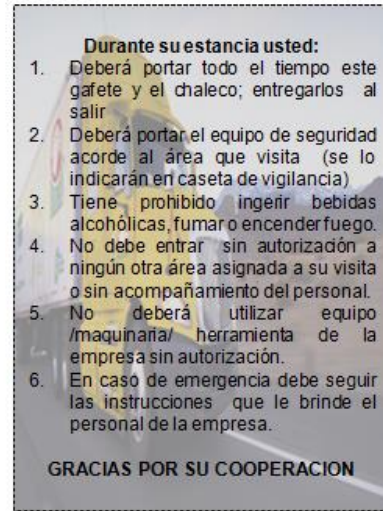 Durante su estancia usted:
1. Deberá portar todo el tiempo este
gafete y el chaleco; entregarlos al
salir
2. Deberá portar el equipo de seguridad
acorde al área que visita (se lo
indicarán en caseta de vigilancia)
3. Tiene prohibido ingerir bebidas
alcohólicas, fumar o encender fuego.
4. No debe entrar sin autorización a
ningún otra área asignada a su visita
o sin acompañamiento del personal.
5. No deberá utilizar equipo
/maquinaria/ herramienta de la
empresa sin autorización.
6. En caso de emergencia debe seguir
las instrucciones que le brinde el
personal de la empresa.
GRACIAS POR SU COOPERACION